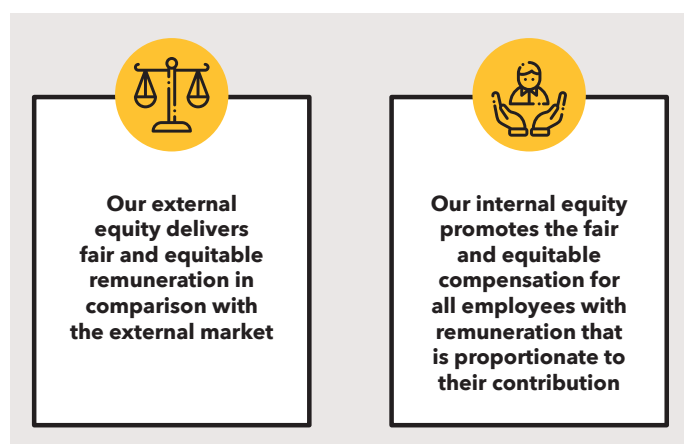 Our external
equity delivers
fair and equitable
remuneration in
comparison with
the external market
Our internal equity
promotes the fair
and equitable
compensation for
all employees with
remuneration that
is proportionate to
their contribution